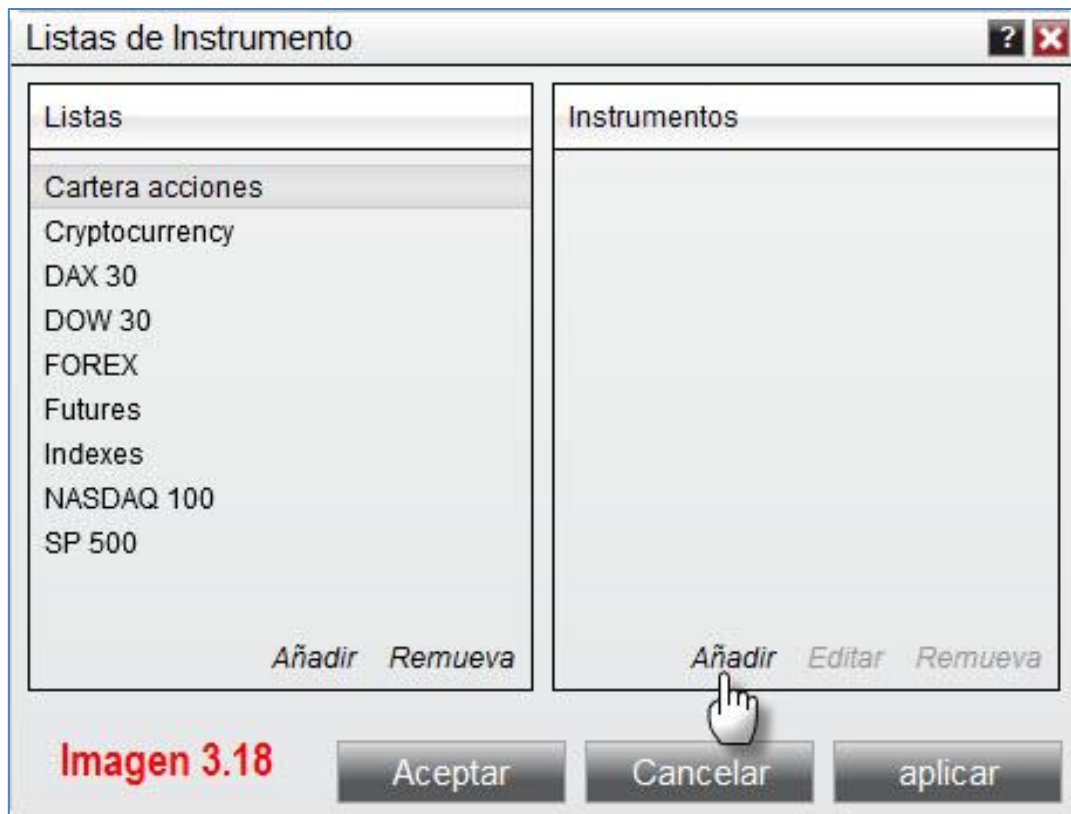 Listas de Instrumento
?
Listas
Cartera acciones
Cryptocurrency
DAX 30
DOW 30
FOREX
Futures
Indexes
NASDAQ 100
SP 500
Añadir Remueva
Instrumentos
Añadir Editar Remueva
Imagen 3.18
Aceptar Cancelar aplicar